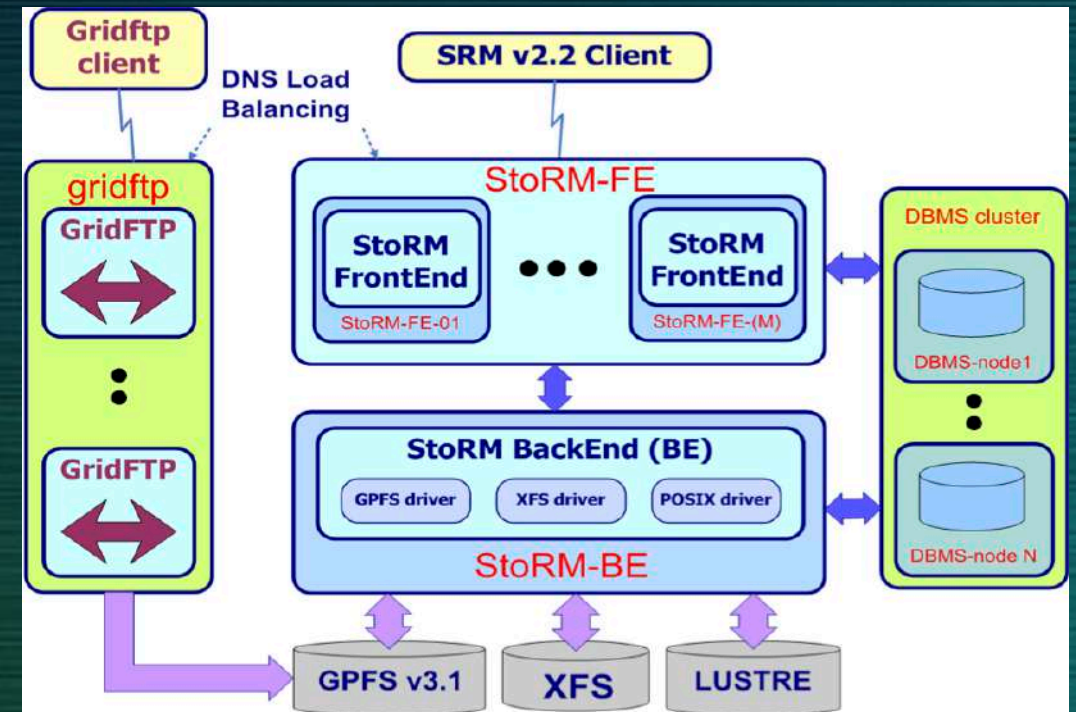 Gridftp
client
SRM v2.2 Client
DNS Load
Balancing
gridftp
GridFTP
GridFTP
StoRM-FE
StoRM
FrontEnd
StoRM-FE-01
StoRM
FrontEnd
StoRM-FE-(M)
DBMS cluster
DBMS-node1
DBMS-node N
StoRM BackEnd (BE)
GPFS driver
XFS driver
POSIX driver
StoRM-BE
GPFS v3.1
XFS
LUSTRE